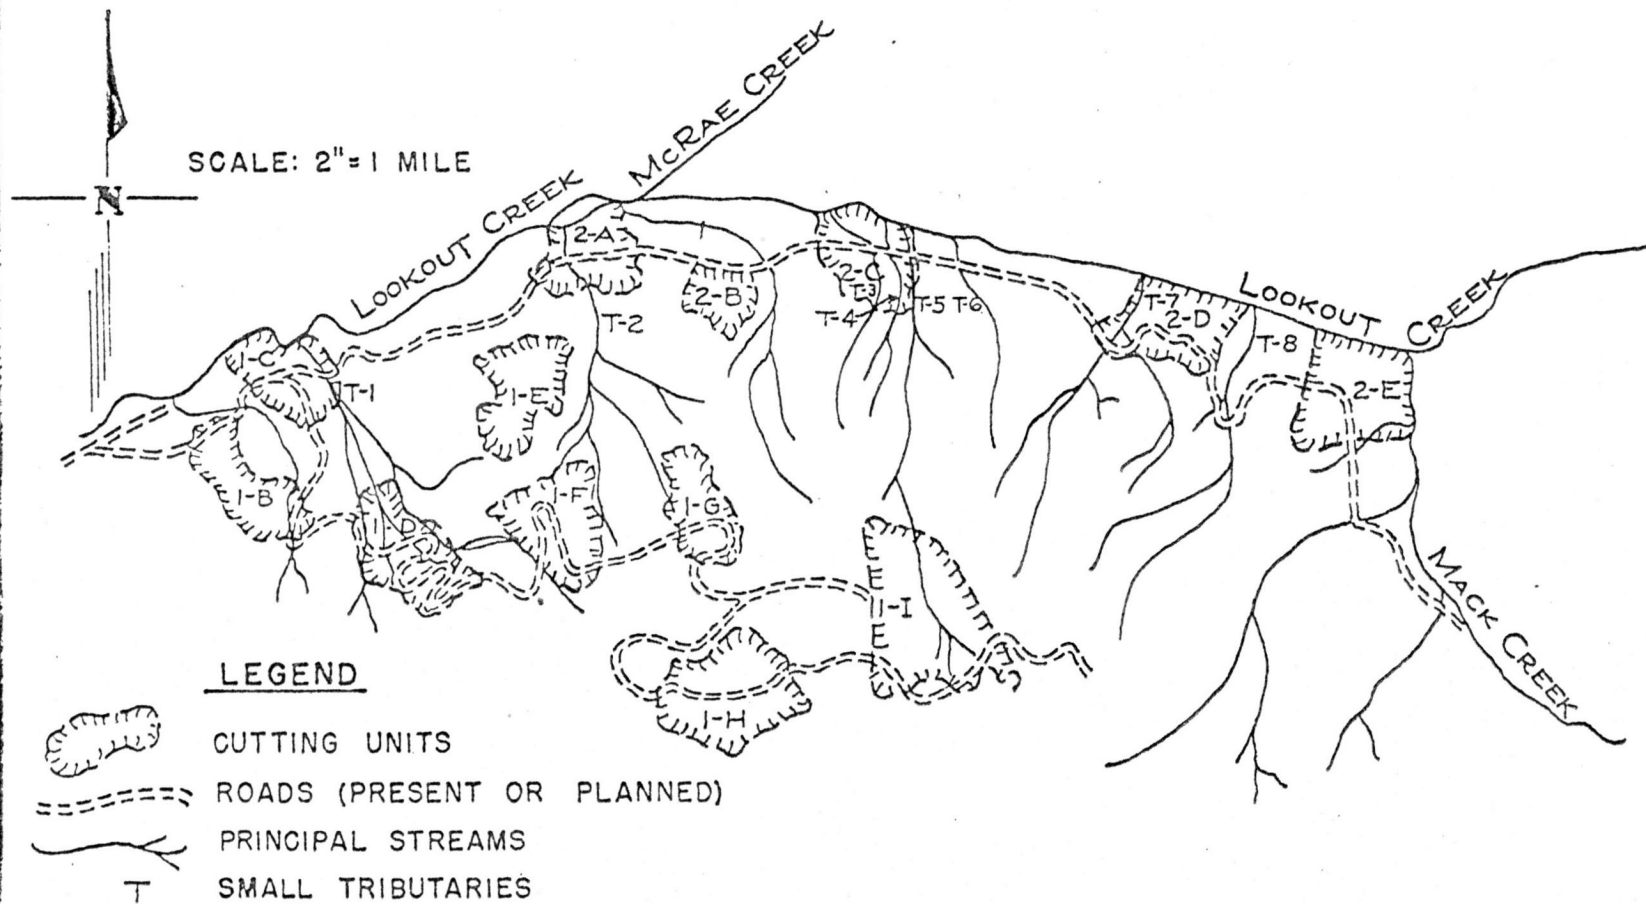 McRAE CREEK
SCALE: 2"=1 MILE
N
LOOKOUT CREEK
2-A
2-B
2-C
T-3
T-4
T-5
T-6
T-7
2-D
LOOKOUT CREEK
T-8
2-E
T-2
1-C
T-1
1-E
1-B
1-D
1-F
1-G
1-I
1-H
MACK CREEK
LEGEND
CUTTING UNITS
ROADS (PRESENT OR PLANNED)
PRINCIPAL STREAMS
T SMALL TRIBUTARIES